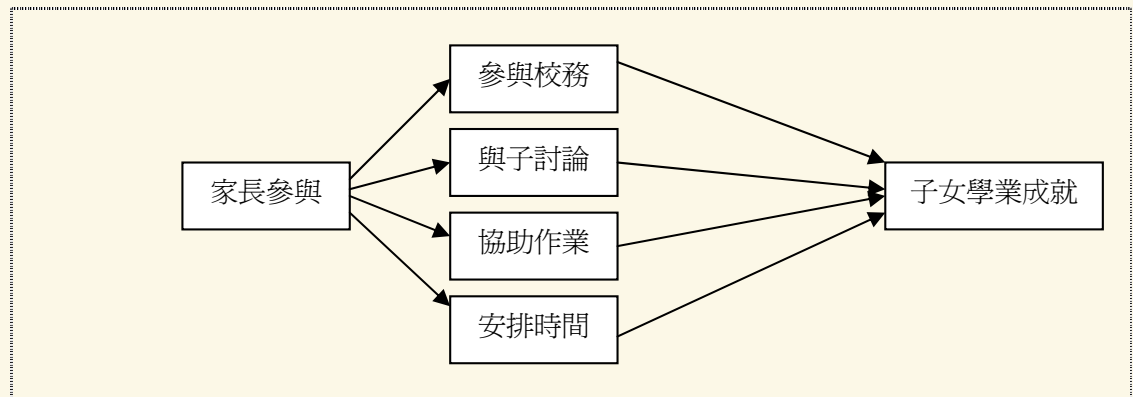 家長參與
參與校務
與子討論
協助作業
安排時間
子女學業成就